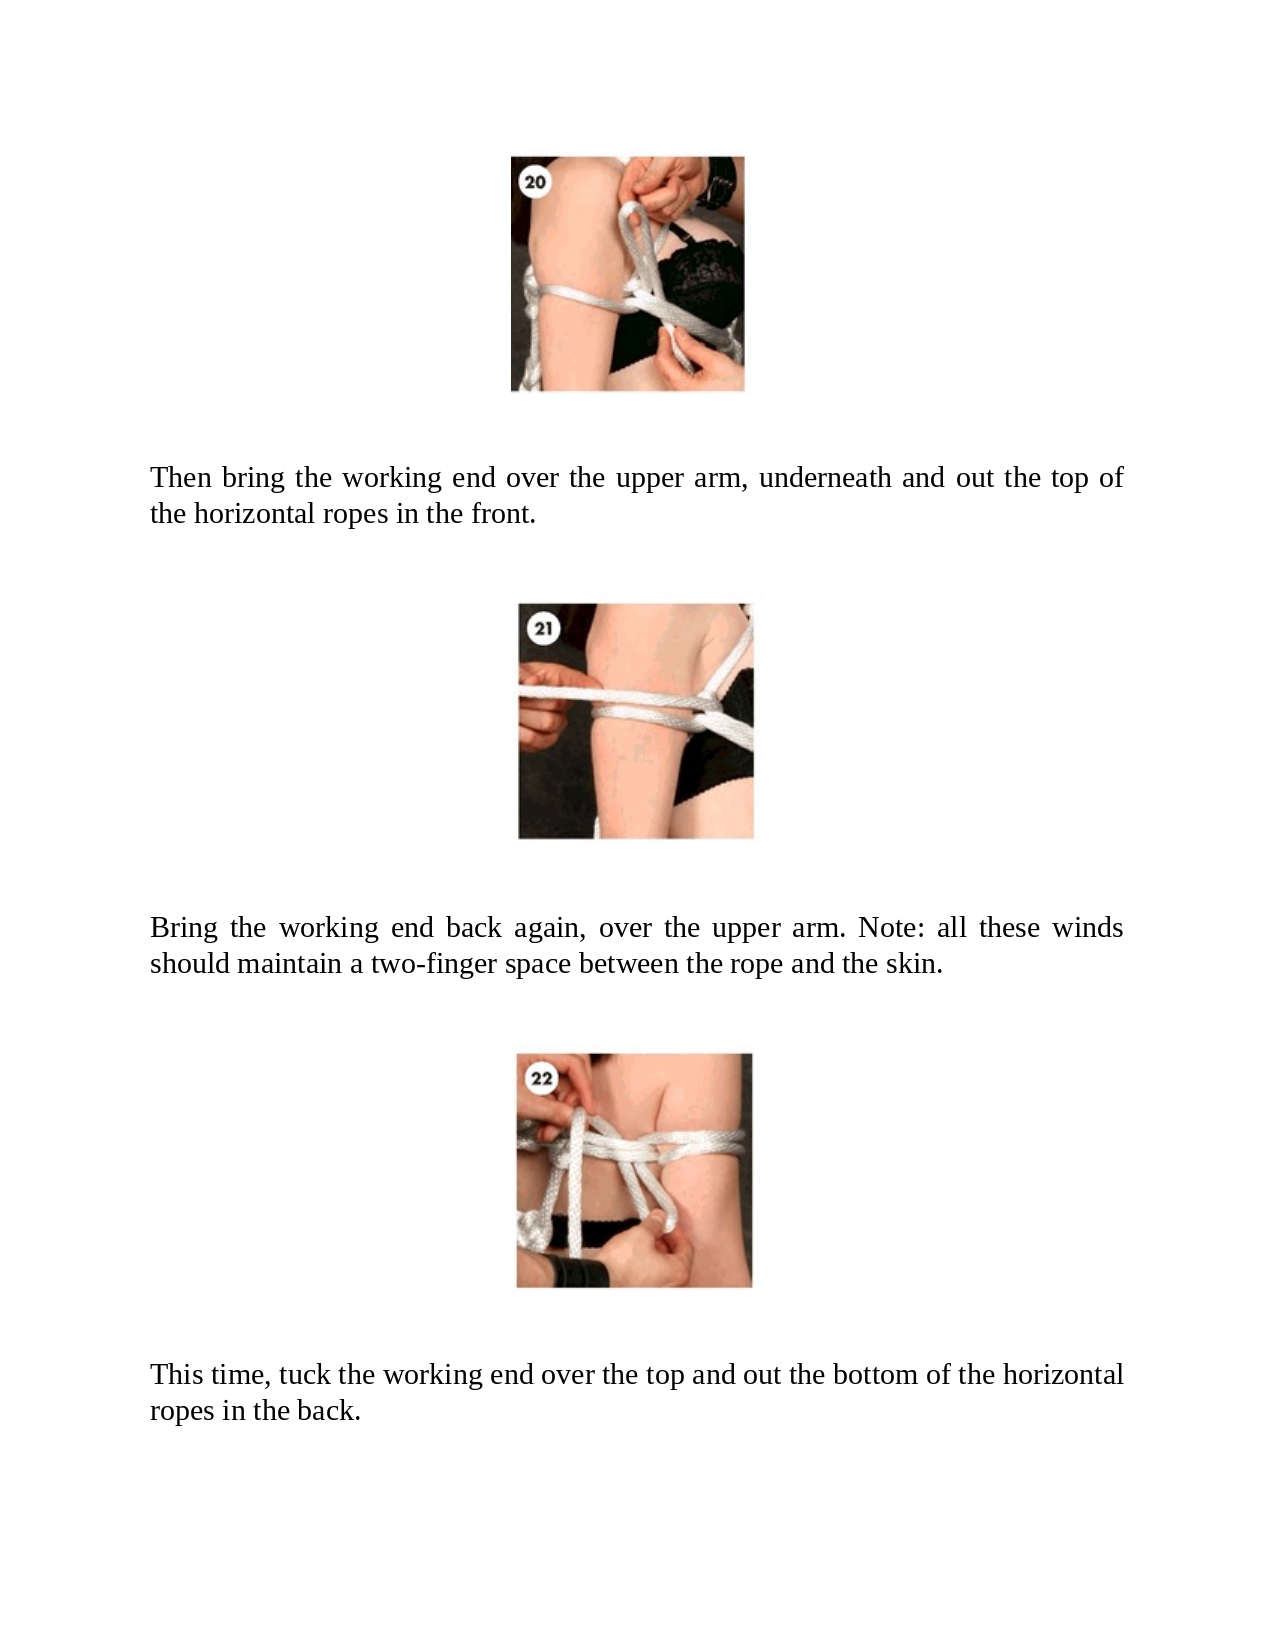 20
Then bring the working end over the upper arm, underneath and out the top of
the horizontal ropes in the front.
21
Bring the working end back again, over the upper arm. Note: all these winds
should maintain a two-finger space between the rope and the skin.
22
This time, tuck the working end over the top and out the bottom of the horizontal
ropes in the back.